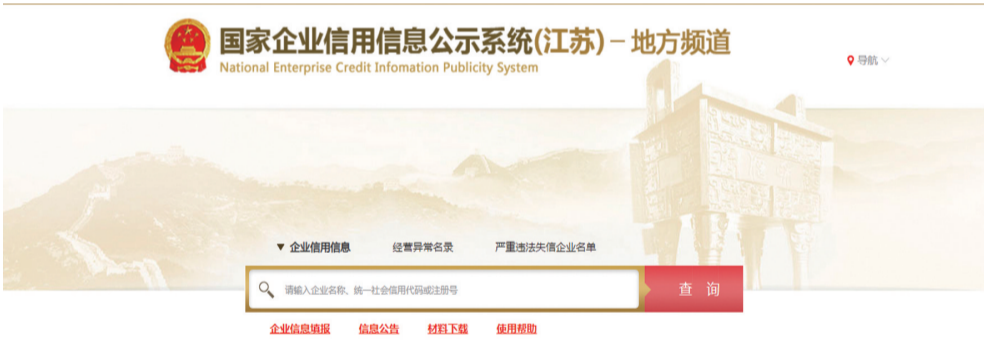 国家企业信用信息公示系统(江苏)－地方频道
National Enterprise Credit Infomation Publicity System
导航
▼ 企业信用信息 经营异常名录 严重违法失信企业名单
请输入企业名称、统一社会信用代码或注册号
查 询
企业信息填报 信息公告 材料下载 使用帮助